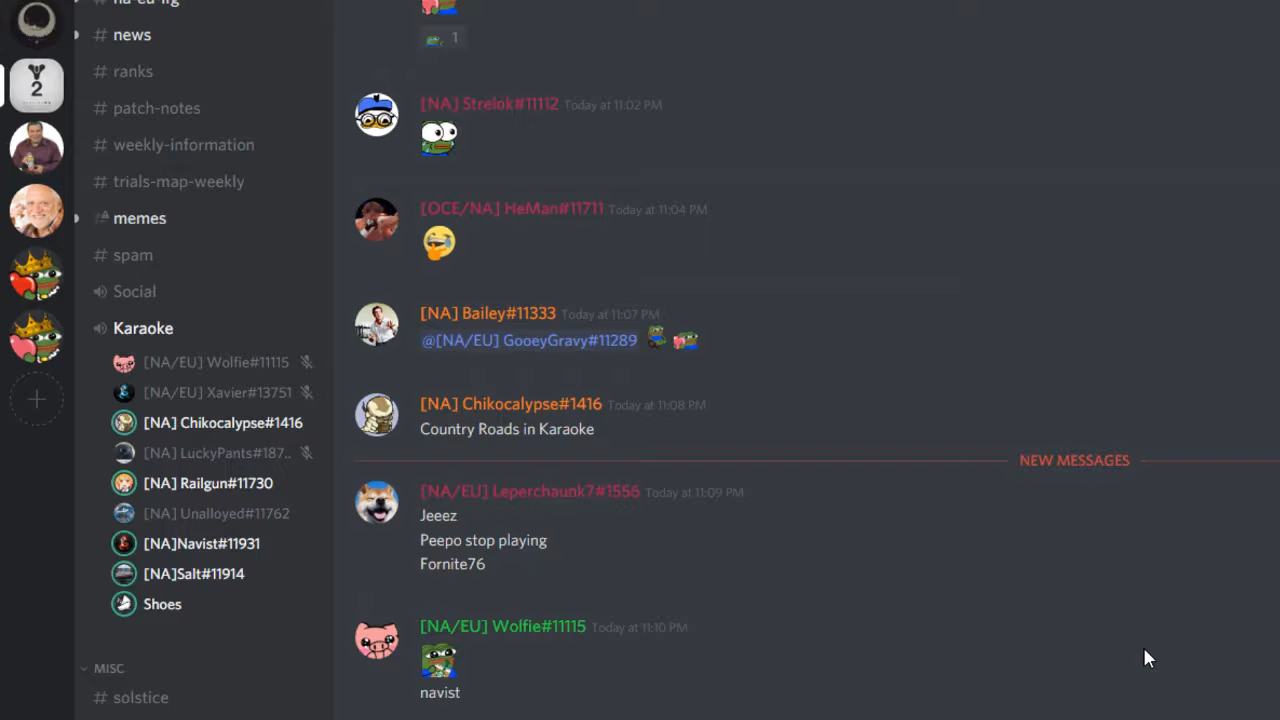 # news
# ranks
# patch-notes
# weekly-information
# trials-map-weekly
memes
# spam
Social
Karaoke
[NA/EU] Wolfie#11115
[NA/EU] Xavier#13751
[NA] Chikocalypse#1416
[NA] LuckyPants#187..
[NA] Railgun#11730
[NA] Unalloyed#11762
[NA]Navist#11931
[NA]Salt#11914
Shoes
MISC
# solstice
2
1
[NA] Strelok#11112 Today at 11:02 PM
[OCE/NA] HeMan#11711 Today at 11:04 PM
[NA] Bailey#11333 Today at 11:07 PM
@[NA/EU] GooeyGravy#11289
[NA] Chikocalypse#1416 Today at 11:08 PM
Country Roads in Karaoke
NEW MESSAGES
[NA/EU] Leperchaunk7#1556 Today at 11:09 PM
Jeeez
Peepo stop playing
Fornite76
[NA/EU] Wolfie#11115 Today at 11:10 PM
navist